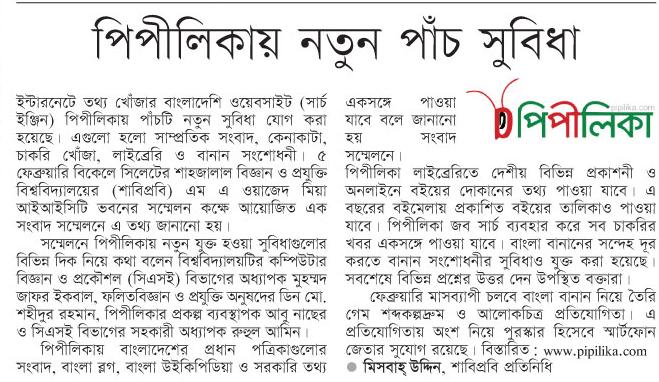 পিপীলিকায় নতুন পাঁচ সুবিধা
ইন্টারনেটে তথ্য খোঁজার বাংলাদেশি ওয়েবসাইট (সার্চ
ইঞ্জিন) পিপীলিকায় পাঁচটি নতুন সুবিধা যোগ করা
হয়েছে। এগুলো হলো সাম্প্রতিক সংবাদ, কেনাকাটা,
চাকরি খোঁজা, লাইব্রেরি ও বানান সংশোধনী। ৫
ফেব্রুয়ারি বিকেলে সিলেটের শাহজালাল বিজ্ঞান ও প্রযুক্তি
বিশ্ববিদ্যালয়ের (শাবিপ্রবি) এম এ ওয়াজেদ মিয়া
আইআইসিটি ভবনের সম্মেলন কক্ষে আয়োজিত এক
সংবাদ সম্মেলনে এ তথ্য জানানো হয়।
সম্মেলনে পিপীলিকায় নতুন যুক্ত হওয়া সুবিধাগুলোর
বিভিন্ন দিক নিয়ে কথা বলেন বিশ্ববিদ্যালয়টির কম্পিউটার
বিজ্ঞান ও প্রকৌশল (সিএসই) বিভাগের অধ্যাপক মুহম্মদ
জাফর ইকবাল, ফলিতবিজ্ঞান ও প্রযুক্তি অনুষদের ডিন মো.
শহীদুর রহমান, পিপীলিকার প্রকল্প ব্যবস্থাপক আবু নাছের
ও সিএসই বিভাগের সহকারী অধ্যাপক রুহুল আমিন।
পিপীলিকায় বাংলাদেশের প্রধান পত্রিকাগুলোর
সংবাদ, বাংলা ব্লগ, বাংলা উইকিপিডিয়া ও সরকারি তথ্য
একসঙ্গে পাওয়া
যাবে বলে জানানো
হয় সংবাদ
সম্মেলনে।
pipilika.com
পিপীলিকা
পিপীলিকা লাইব্রেরিতে দেশীয় বিভিন্ন প্রকাশনী ও
অনলাইনে বইয়ের দোকানের তথ্য পাওয়া যাবে। এ
বছরের বইমেলায় প্রকাশিত বইয়ের তালিকাও পাওয়া
যাবে। পিপীলিকা জব সার্চ ব্যবহার করে সব চাকরির
খবর একসঙ্গে পাওয়া যাবে। বাংলা বানানের সন্দেহ দূর
করতে বানান সংশোধনীর সুবিধাও যুক্ত করা হয়েছে।
সবশেষে বিভিন্ন প্রশ্নের উত্তর দেন উপস্থিত বক্তারা।
ফেব্রুয়ারি মাসব্যাপী চলবে বাংলা বানান নিয়ে তৈরি
গেম শব্দকল্পদ্রুম ও আলোকচিত্র প্রতিযোগিতা। এ
প্রতিযোগিতায় অংশ নিয়ে পুরস্কার হিসেবে স্মার্টফোন
জেতার সুযোগ রয়েছে। বিস্তারিত : www.pipilika.com
● মিসবাহ্ উদ্দিন, শাবিপ্রবি প্রতিনিধি